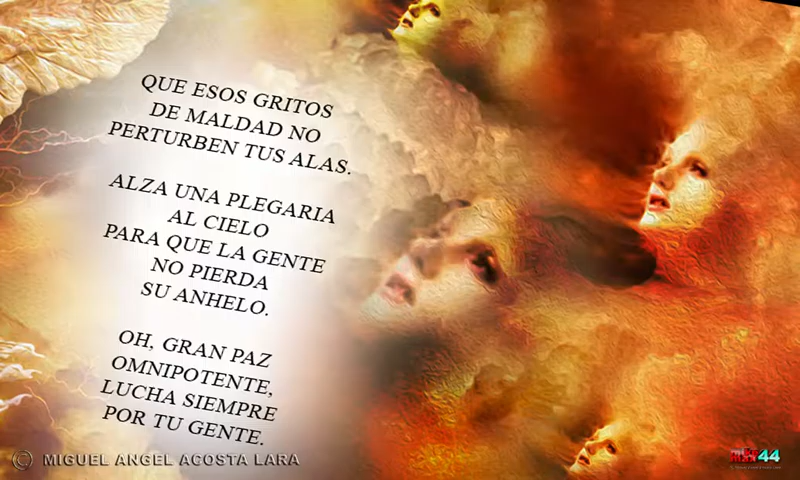 QUE ESOS GRITOS
DE MALDAD NO
PERTURBEN TUS ALAS.
ALZA UNA PLEGARIA
AL CIELO
PARA QUE LA GENTE
NO PIERDA
SU ANHELO.
OH, GRAN PAZ
OMNIPOTENTE,
LUCHA SIEMPRE
POR TU GENTE.
© MIGUEL ANGEL ACOSTA LARA
44